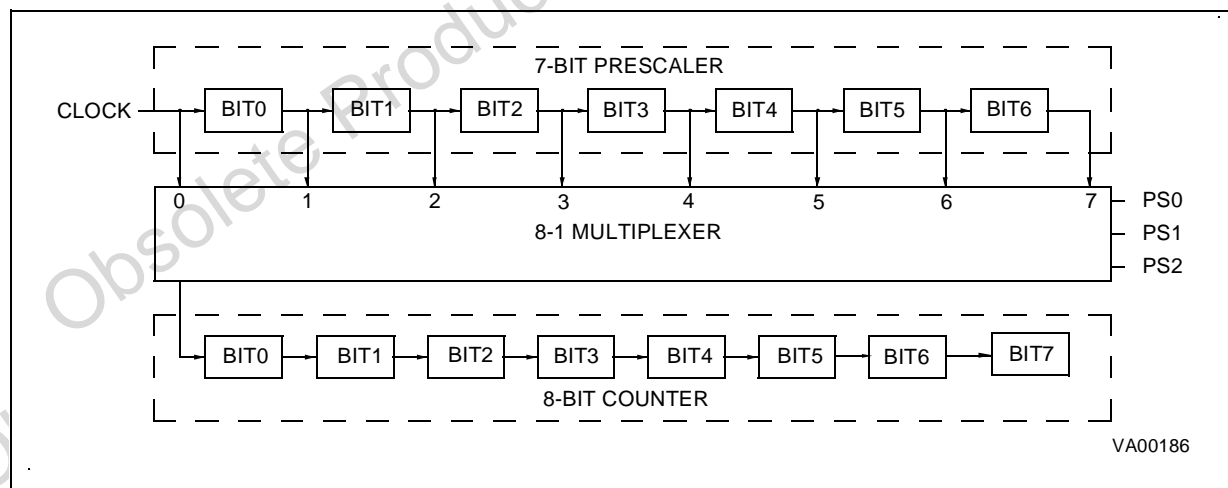 Obsolete Produc
7-BIT PRESCALER
CLOCK BIT0 BIT1 BIT2 BIT3 BIT4 BIT5 BIT6
0 1 2 3 4 5 6 7 PS0
8-1 MULTIPLEXER PS1
PS2
BIT0 BIT1 BIT2 BIT3 BIT4 BIT5 BIT6 BIT7
8-BIT COUNTER
VA00186